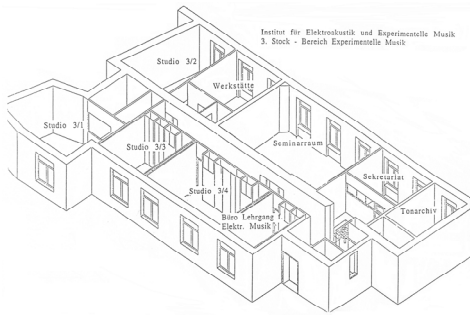 Institut für Elektroakustik und Experimentelle Musik
3. Stock - Bereich Experimentelle Musik
Studio 3/2
Werkstätte
Studio 3/1
Studio 3/3
Seminarraum
Studio 3/4
Sekretariat
Büro Lehrgang f.
Elektr. Musik
Tonarchiv